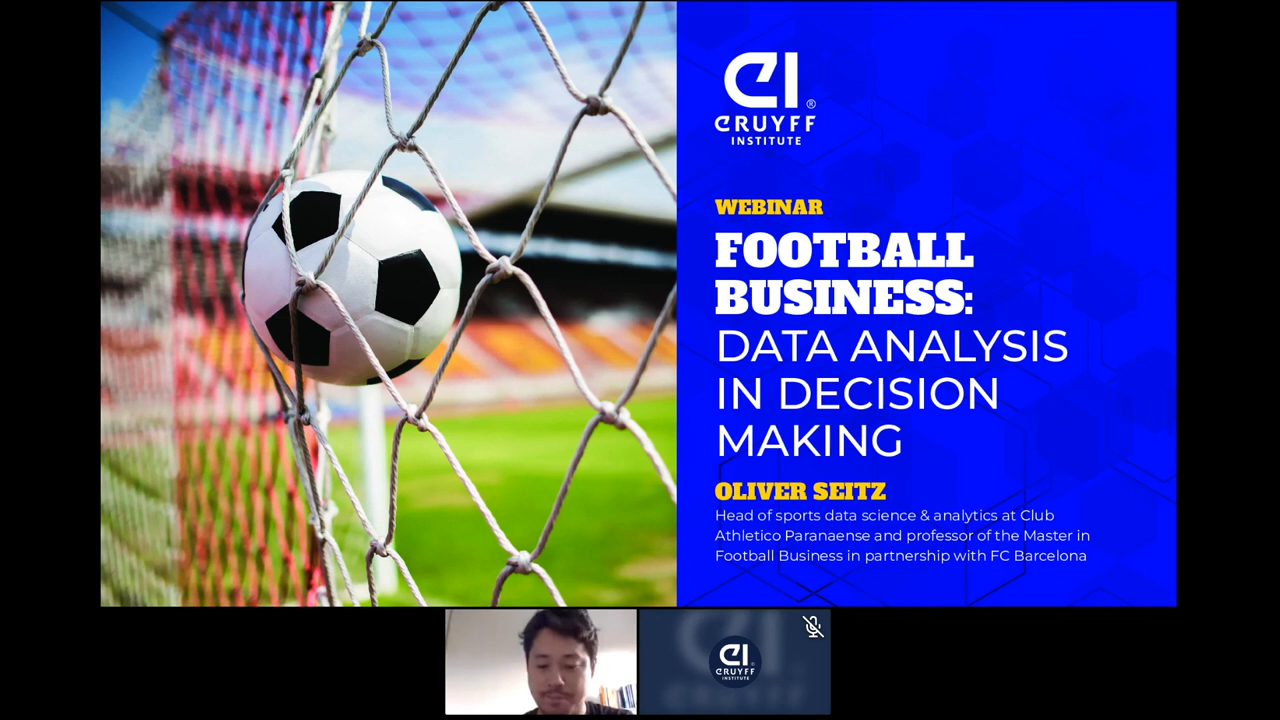 CI®
CRUYFF
INSTITUTE
WEBINAR
FOOTBALL
BUSINESS:
DATA ANALYSIS
IN DECISION
MAKING
OLIVER SEITZ
Head of sports data science & analytics at Club
Athletico Paranaense and professor of the Master in
Football Business in partnership with FC Barcelona
CI
CRUYFF
CI
CRUYFF
INSTITUTE